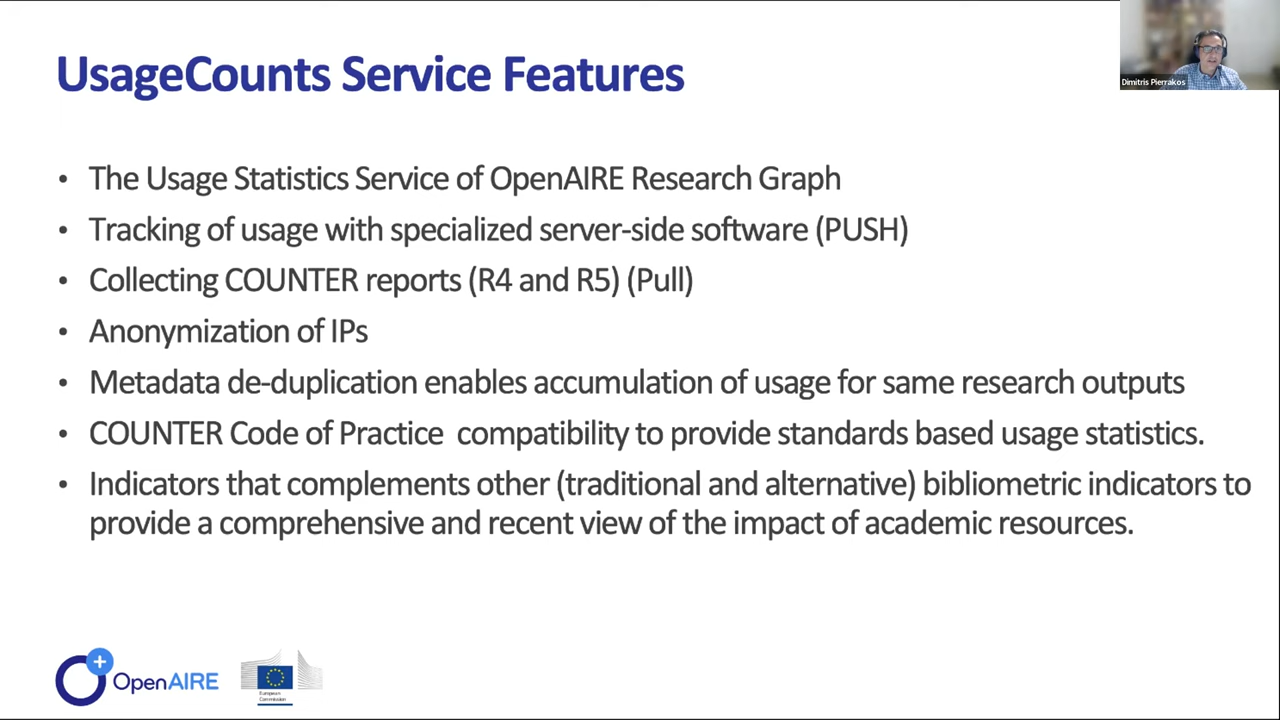 UsageCounts Service Features
Dimitris Pierrakos
• The Usage Statistics Service of OpenAIRE Research Graph
• Tracking of usage with specialized server-side software (PUSH)
• Collecting COUNTER reports (R4 and R5) (Pull)
• Anonymization of IPs
• Metadata de-duplication enables accumulation of usage for same research outputs
• COUNTER Code of Practice  compatibility to provide standards based usage statistics.
• Indicators that complements other (traditional and alternative) bibliometric indicators to
provide a comprehensive and recent view of the impact of academic resources.
OpenAIRE
European
Commission